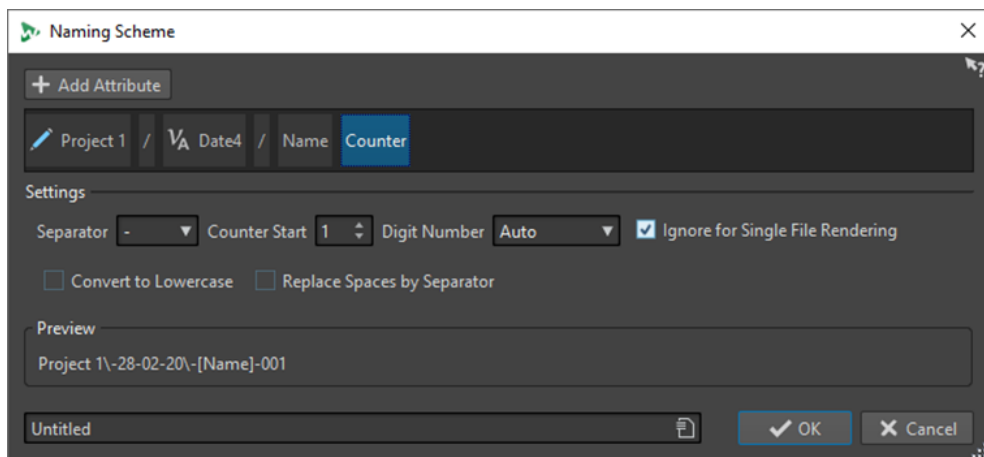 Naming Scheme
Add Attribute
Project 1 / VA Date4 / Name Counter
Settings
Separator - Counter Start 1 Digit Number Auto Ignore for Single File Rendering
Convert to Lowercase Replace Spaces by Separator
Preview
Project 1\-28-02-20\-[Name]-001
Untitled OK Cancel